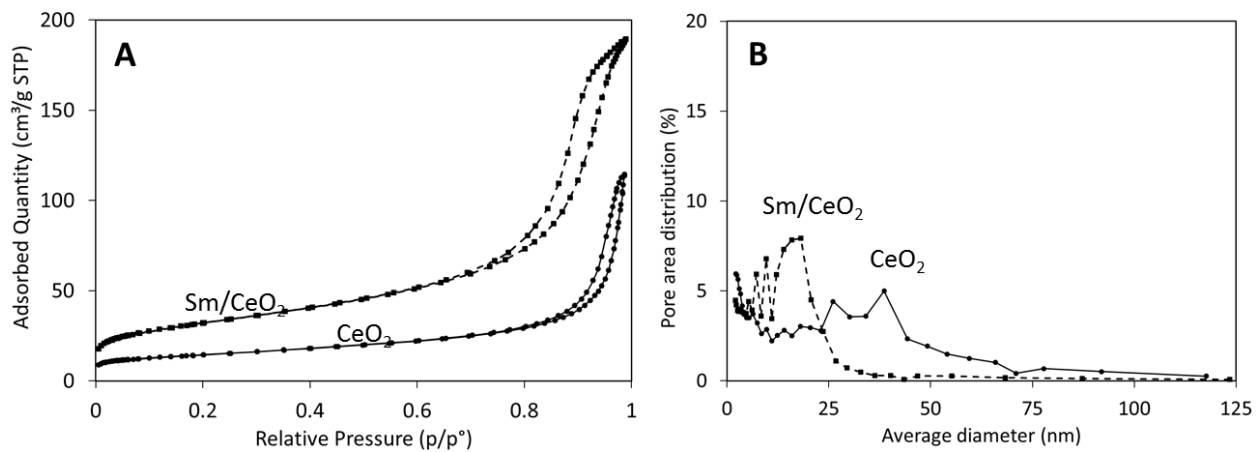 A
Adsorbed Quantity (cm³/g STP)
200
150
100
50
0
Sm/CeO₂
CeO₂
0
0.2
0.4
0.6
0.8
1
Relative Pressure (p/p°)
B
Pore area distribution (%)
20
15
10
5
0
Sm/CeO₂
CeO₂
0
25
50
75
100
125
Average diameter (nm)